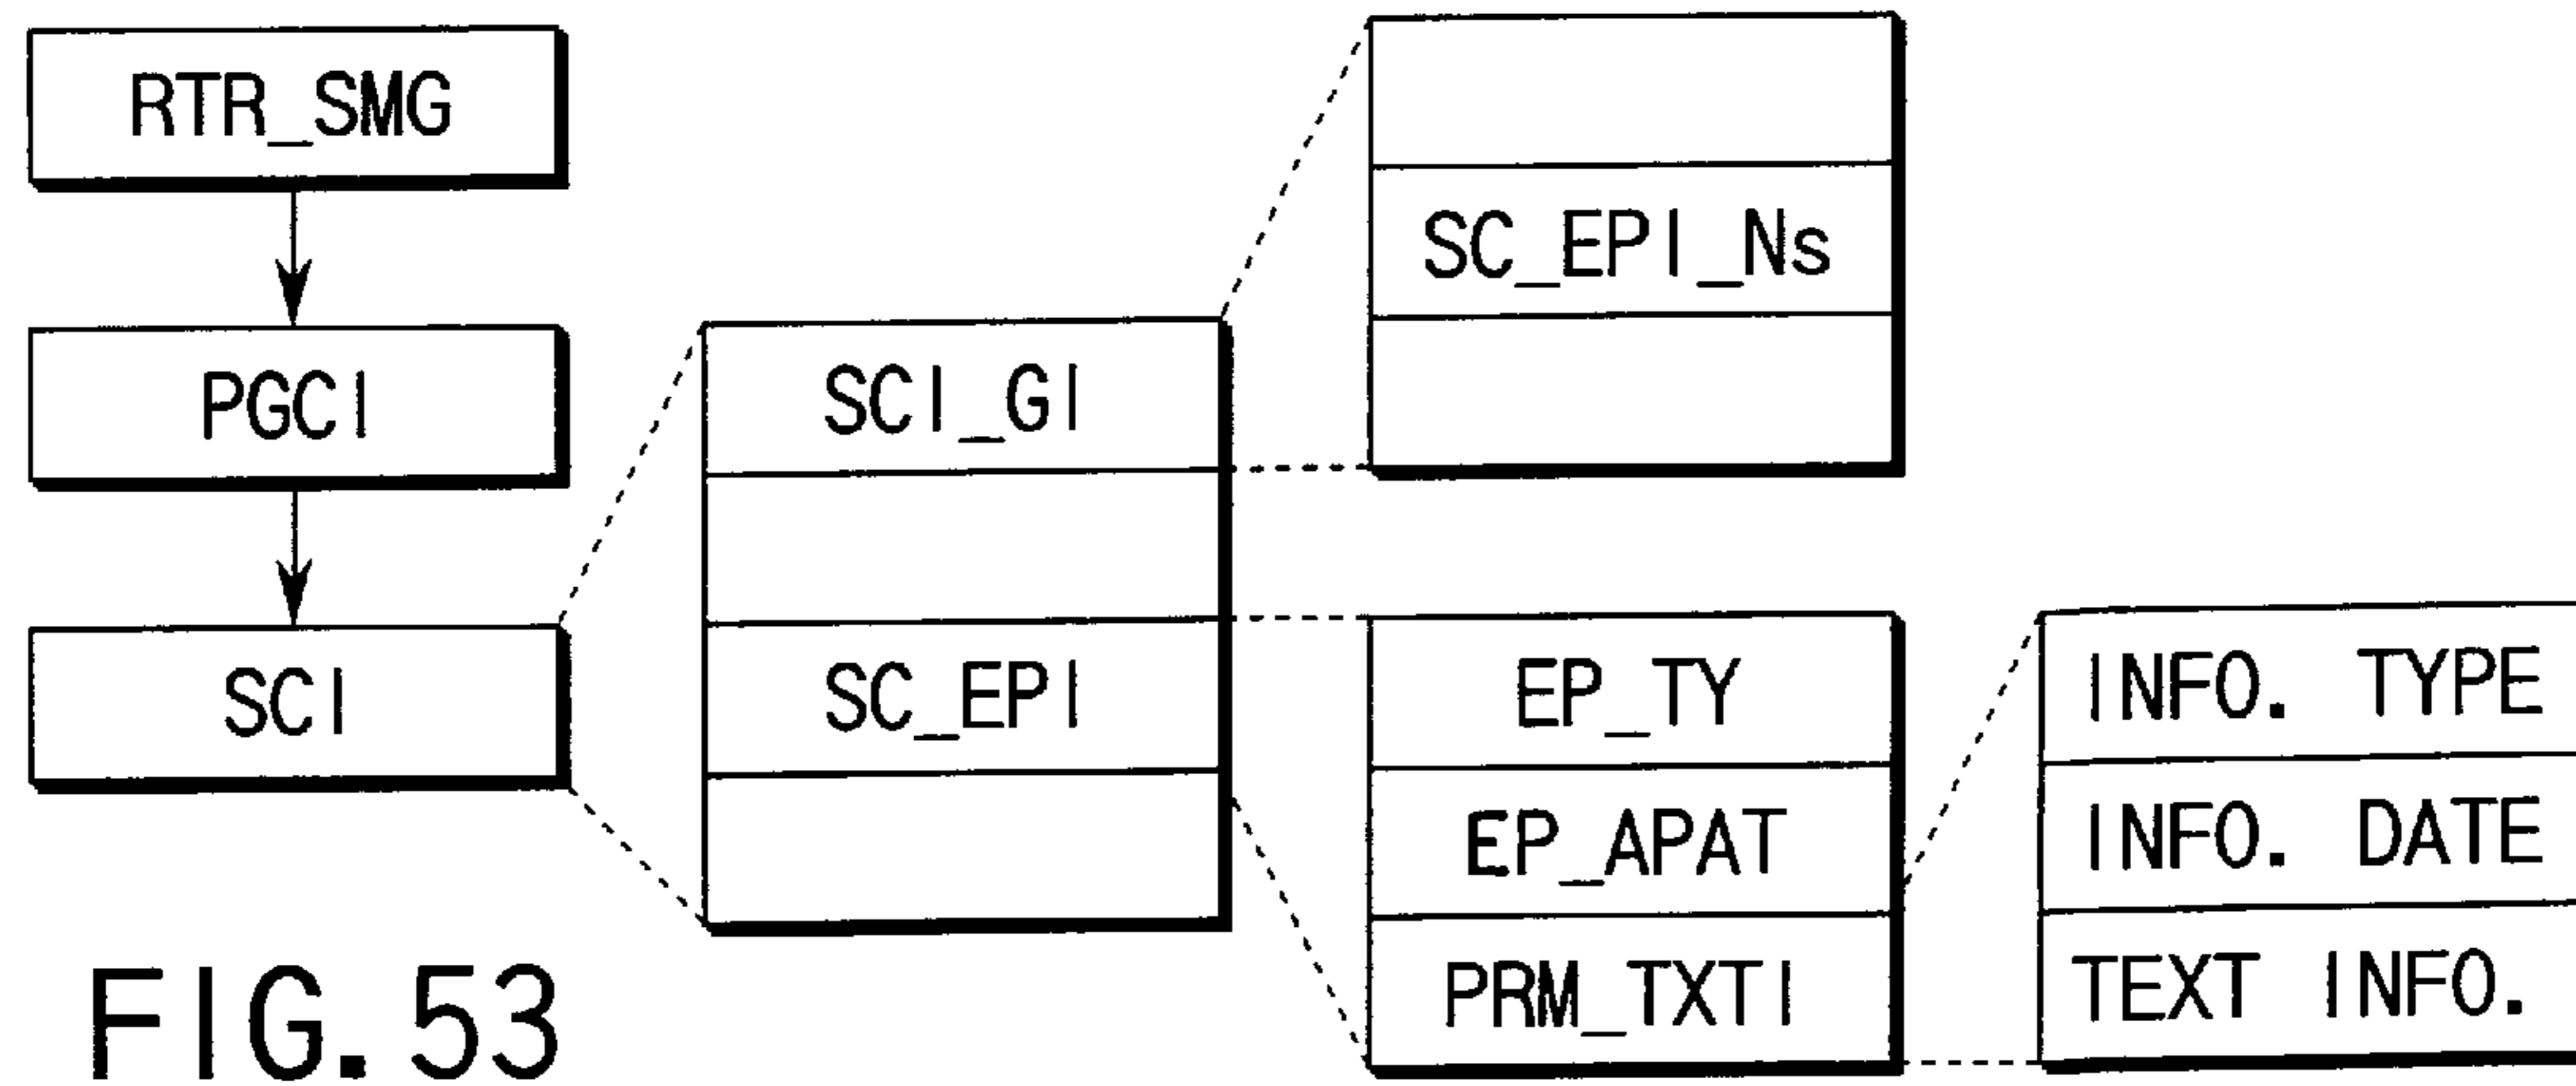 RTR_SMG
PGCI
SCI
SCI_GI
SC_EPI
SC_EPI_Ns
EP_TY
EP_APAT
PRM_TXTI
INFO. TYPE
INFO. DATE
TEXT INFO.
FIG.53